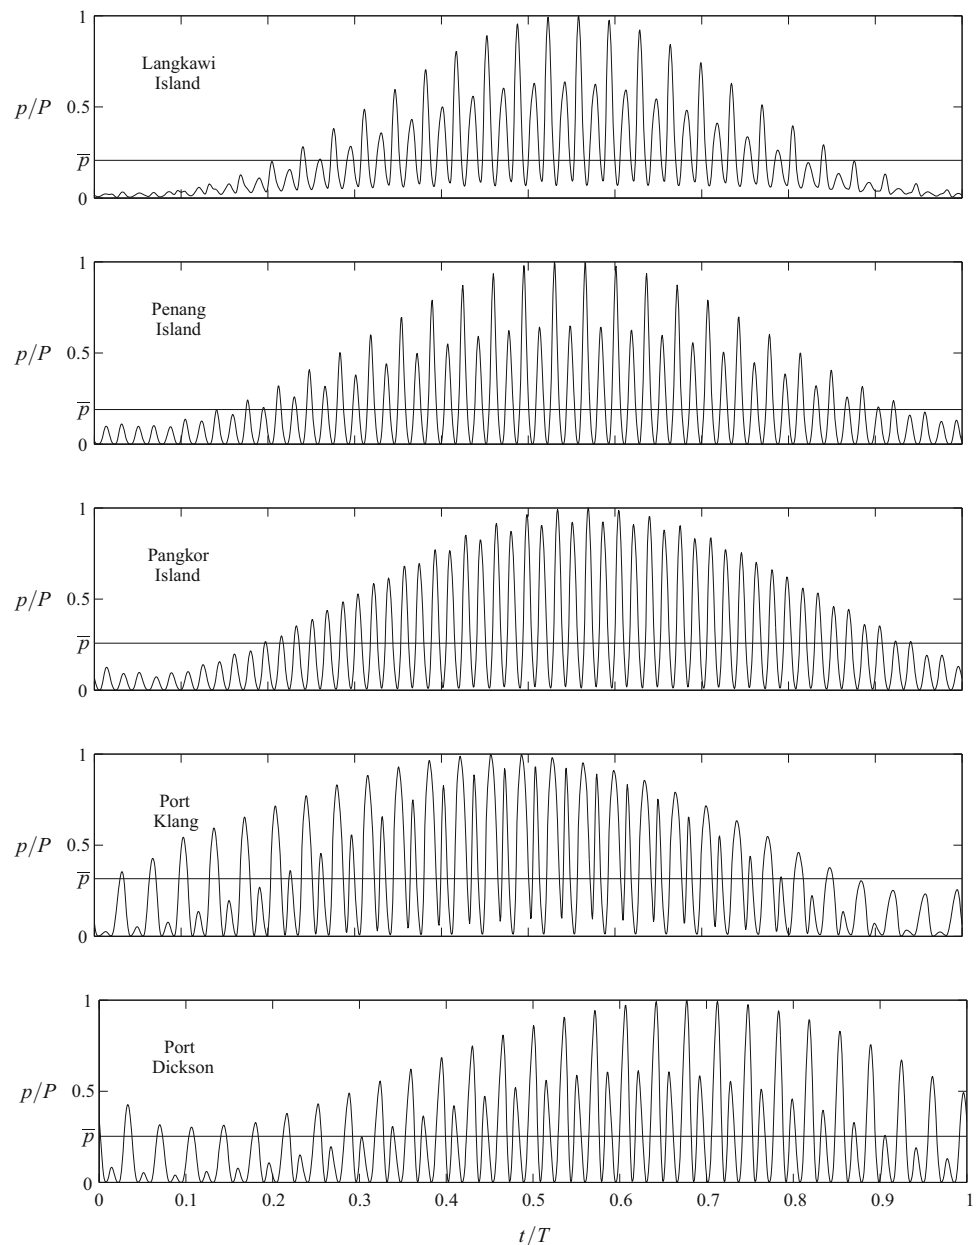 1
Langkawi
Island
p/P 0.5
p̅
0
1
Penang
Island
p/P 0.5
p̅
0
1
Pangkor
Island
p/P 0.5
p̅
0
1
Port
Klang
p/P 0.5
p̅
0
1
Port
Dickson
p/P 0.5
p̅
0
0 0.1 0.2 0.3 0.4 0.5 0.6 0.7 0.8 0.9 1
t/T